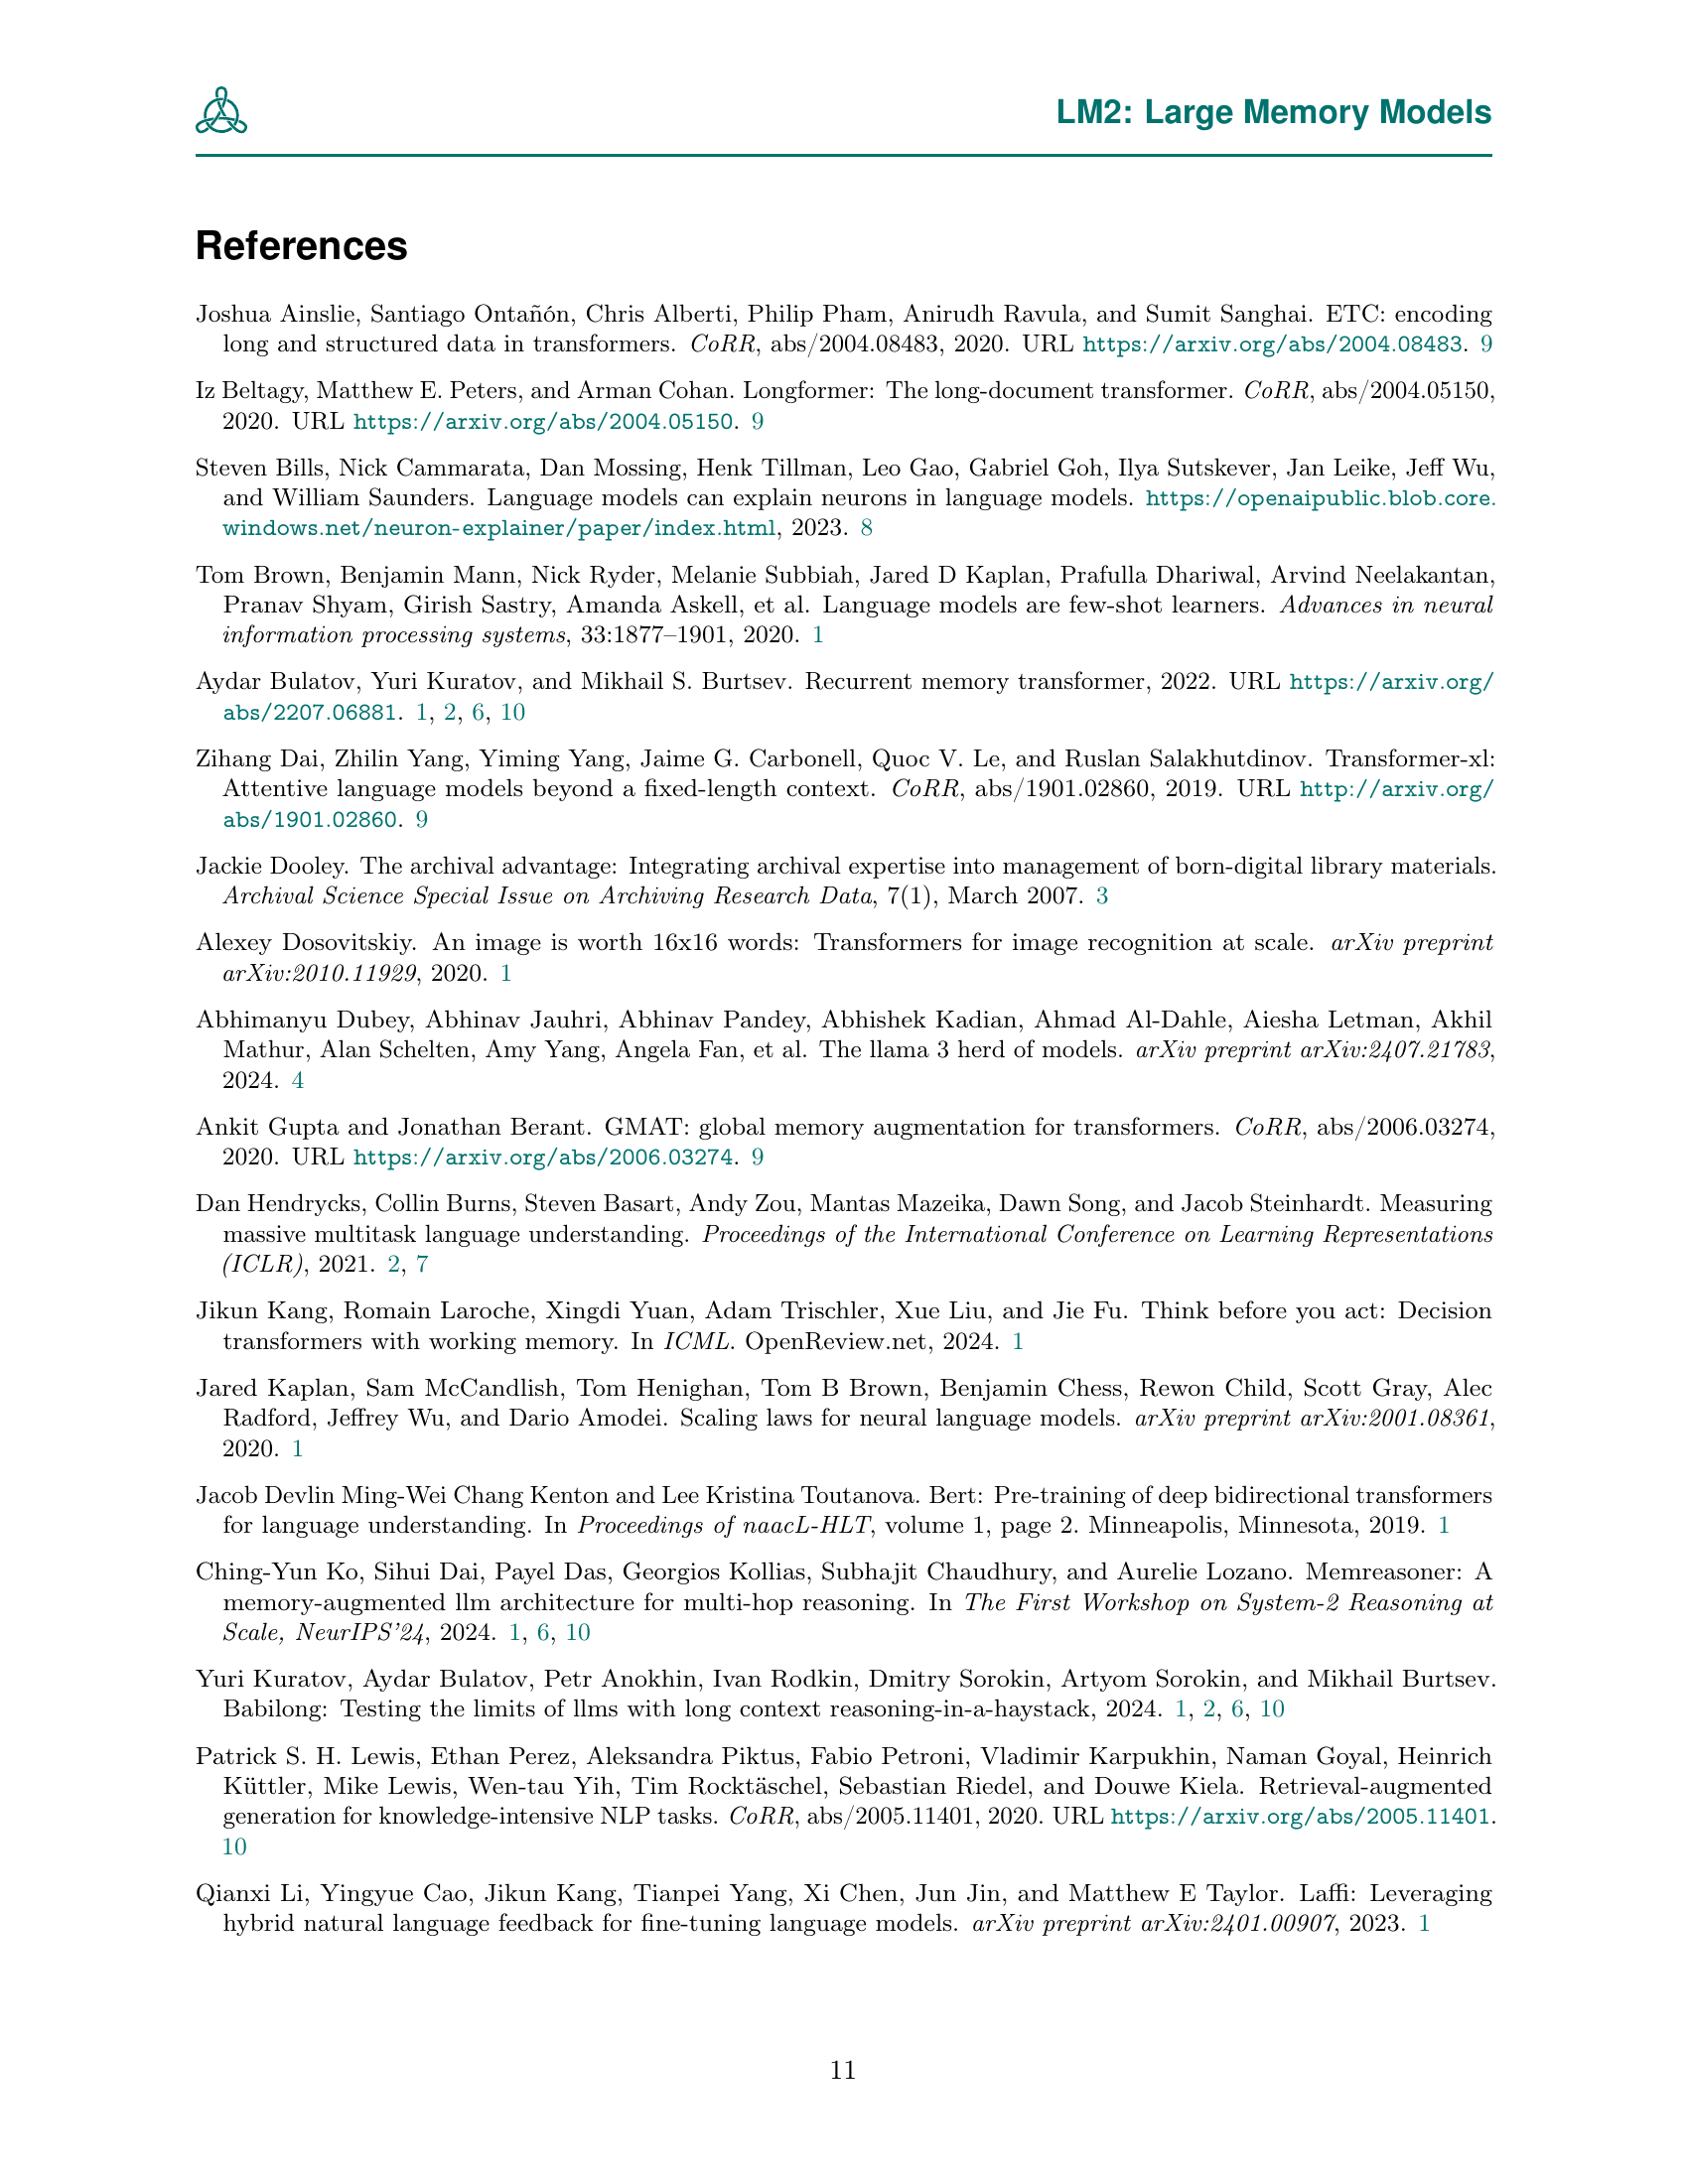 LM2: Large Memory Models
References
Joshua Ainslie, Santiago Ontañón, Chris Alberti, Philip Pham, Anirudh Ravula, and Sumit Sanghai. ETC: encoding
long and structured data in transformers. CoRR, abs/2004.08483, 2020. URL https://arxiv.org/abs/2004.08483. 9
Iz Beltagy, Matthew E. Peters, and Arman Cohan. Longformer: The long-document transformer. CoRR, abs/2004.05150,
2020. URL https://arxiv.org/abs/2004.05150. 9
Steven Bills, Nick Cammarata, Dan Mossing, Henk Tillman, Leo Gao, Gabriel Goh, Ilya Sutskever, Jan Leike, Jeff Wu,
and William Saunders. Language models can explain neurons in language models. https://openaipublic.blob.core.
windows.net/neuron-explainer/paper/index.html, 2023. 8
Tom Brown, Benjamin Mann, Nick Ryder, Melanie Subbiah, Jared D Kaplan, Prafulla Dhariwal, Arvind Neelakantan,
Pranav Shyam, Girish Sastry, Amanda Askell, et al. Language models are few-shot learners. Advances in neural
information processing systems, 33:1877–1901, 2020. 1
Aydar Bulatov, Yuri Kuratov, and Mikhail S. Burtsev. Recurrent memory transformer, 2022. URL https://arxiv.org/
abs/2207.06881. 1, 2, 6, 10
Zihang Dai, Zhilin Yang, Yiming Yang, Jaime G. Carbonell, Quoc V. Le, and Ruslan Salakhutdinov. Transformer-xl:
Attentive language models beyond a fixed-length context. CoRR, abs/1901.02860, 2019. URL http://arxiv.org/
abs/1901.02860. 9
Jackie Dooley. The archival advantage: Integrating archival expertise into management of born-digital library materials.
Archival Science Special Issue on Archiving Research Data, 7(1), March 2007. 3
Alexey Dosovitskiy. An image is worth 16x16 words: Transformers for image recognition at scale. arXiv preprint
arXiv:2010.11929, 2020. 1
Abhimanyu Dubey, Abhinav Jauhri, Abhinav Pandey, Abhishek Kadian, Ahmad Al-Dahle, Aiesha Letman, Akhil
Mathur, Alan Schelten, Amy Yang, Angela Fan, et al. The llama 3 herd of models. arXiv preprint arXiv:2407.21783,
2024. 4
Ankit Gupta and Jonathan Berant. GMAT: global memory augmentation for transformers. CoRR, abs/2006.03274,
2020. URL https://arxiv.org/abs/2006.03274. 9
Dan Hendrycks, Collin Burns, Steven Basart, Andy Zou, Mantas Mazeika, Dawn Song, and Jacob Steinhardt. Measuring
massive multitask language understanding. Proceedings of the International Conference on Learning Representations
(ICLR), 2021. 2, 7
Jikun Kang, Romain Laroche, Xingdi Yuan, Adam Trischler, Xue Liu, and Jie Fu. Think before you act: Decision
transformers with working memory. In ICML. OpenReview.net, 2024. 1
Jared Kaplan, Sam McCandlish, Tom Henighan, Tom B Brown, Benjamin Chess, Rewon Child, Scott Gray, Alec
Radford, Jeffrey Wu, and Dario Amodei. Scaling laws for neural language models. arXiv preprint arXiv:2001.08361,
2020. 1
Jacob Devlin Ming-Wei Chang Kenton and Lee Kristina Toutanova. Bert: Pre-training of deep bidirectional transformers
for language understanding. In Proceedings of naacL-HLT, volume 1, page 2. Minneapolis, Minnesota, 2019. 1
Ching-Yun Ko, Sihui Dai, Payel Das, Georgios Kollias, Subhajit Chaudhury, and Aurelie Lozano. Memreasoner: A
memory-augmented llm architecture for multi-hop reasoning. In The First Workshop on System-2 Reasoning at
Scale, NeurIPS'24, 2024. 1, 6, 10
Yuri Kuratov, Aydar Bulatov, Petr Anokhin, Ivan Rodkin, Dmitry Sorokin, Artyom Sorokin, and Mikhail Burtsev.
Babilong: Testing the limits of llms with long context reasoning-in-a-haystack, 2024. 1, 2, 6, 10
Patrick S. H. Lewis, Ethan Perez, Aleksandra Piktus, Fabio Petroni, Vladimir Karpukhin, Naman Goyal, Heinrich
Küttler, Mike Lewis, Wen-tau Yih, Tim Rocktäschel, Sebastian Riedel, and Douwe Kiela. Retrieval-augmented
generation for knowledge-intensive NLP tasks. CoRR, abs/2005.11401, 2020. URL https://arxiv.org/abs/2005.11401.
10
Qianxi Li, Yingyue Cao, Jikun Kang, Tianpei Yang, Xi Chen, Jun Jin, and Matthew E Taylor. Laffi: Leveraging
hybrid natural language feedback for fine-tuning language models. arXiv preprint arXiv:2401.00907, 2023. 1
11